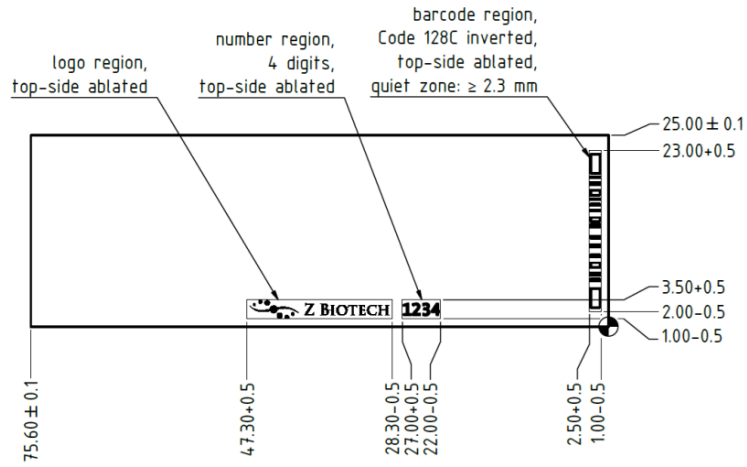 logo region,
top-side ablated
number region,
4 digits,
top-side ablated
barcode region,
Code 128C inverted,
top-side ablated,
quiet zone: ≥ 2.3 mm
25.00 ± 0.1
23.00+0.5
3.50+0.5
2.00-0.5
1.00-0.5
Z BIOTECH
1234
75.60 ± 0.1
47.30+0.5
28.30-0.5
27.00+0.5
22.00-0.5
2.50+0.5
1.00-0.5